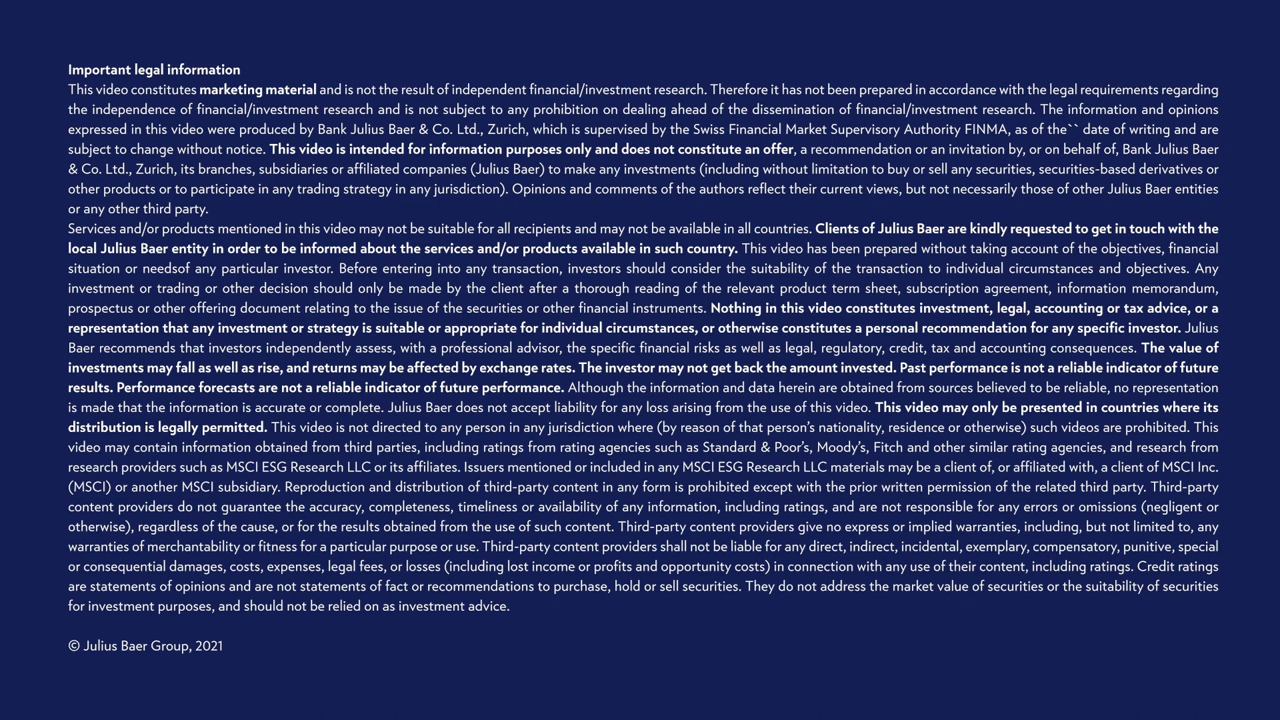 Important legal information
This video constitutes marketing material and is not the result of independent financial/investment research. Therefore it has not been prepared in accordance with the legal requirements regarding
the independence of financial/investment research and is not subject to any prohibition on dealing ahead of the dissemination of financial/investment research. The information and opinions
expressed in this video were produced by Bank Julius Baer & Co. Ltd., Zurich, which is supervised by the Swiss Financial Market Supervisory Authority FINMA, as of the`` date of writing and are
subject to change without notice. This video is intended for information purposes only and does not constitute an offer, a recommendation or an invitation by, or on behalf of, Bank Julius Baer
& Co. Ltd., Zurich, its branches, subsidiaries or affiliated companies (Julius Baer) to make any investments (including without limitation to buy or sell any securities, securities-based derivatives or
other products or to participate in any trading strategy in any jurisdiction). Opinions and comments of the authors reflect their current views, but not necessarily those of other Julius Baer entities
or any other third party.
Services and/or products mentioned in this video may not be suitable for all recipients and may not be available in all countries. Clients of Julius Baer are kindly requested to get in touch with the
local Julius Baer entity in order to be informed about the services and/or products available in such country. This video has been prepared without taking account of the objectives, financial
situation or needsof any particular investor. Before entering into any transaction, investors should consider the suitability of the transaction to individual circumstances and objectives. Any
investment or trading or other decision should only be made by the client after a thorough reading of the relevant product term sheet, subscription agreement, information memorandum,
prospectus or other offering document relating to the issue of the securities or other financial instruments. Nothing in this video constitutes investment, legal, accounting or tax advice, or a
representation that any investment or strategy is suitable or appropriate for individual circumstances, or otherwise constitutes a personal recommendation for any specific investor. Julius
Baer recommends that investors independently assess, with a professional advisor, the specific financial risks as well as legal, regulatory, credit, tax and accounting consequences. The value of
investments may fall as well as rise, and returns may be affected by exchange rates. The investor may not get back the amount invested. Past performance is not a reliable indicator of future
results. Performance forecasts are not a reliable indicator of future performance. Although the information and data herein are obtained from sources believed to be reliable, no representation
is made that the information is accurate or complete. Julius Baer does not accept liability for any loss arising from the use of this video. This video may only be presented in countries where its
distribution is legally permitted. This video is not directed to any person in any jurisdiction where (by reason of that person’s nationality, residence or otherwise) such videos are prohibited. This
video may contain information obtained from third parties, including ratings from rating agencies such as Standard & Poor’s, Moody’s, Fitch and other similar rating agencies, and research from
research providers such as MSCI ESG Research LLC or its affiliates. Issuers mentioned or included in any MSCI ESG Research LLC materials may be a client of, or affiliated with, a client of MSCI Inc.
(MSCI) or another MSCI subsidiary. Reproduction and distribution of third-party content in any form is prohibited except with the prior written permission of the related third party. Third-party
content providers do not guarantee the accuracy, completeness, timeliness or availability of any information, including ratings, and are not responsible for any errors or omissions (negligent or
otherwise), regardless of the cause, or for the results obtained from the use of such content. Third-party content providers give no express or implied warranties, including, but not limited to, any
warranties of merchantability or fitness for a particular purpose or use. Third-party content providers shall not be liable for any direct, indirect, incidental, exemplary, compensatory, punitive, special
or consequential damages, costs, expenses, legal fees, or losses (including lost income or profits and opportunity costs) in connection with any use of their content, including ratings. Credit ratings
are statements of opinions and are not statements of fact or recommendations to purchase, hold or sell securities. They do not address the market value of securities or the suitability of securities
for investment purposes, and should not be relied on as investment advice.
© Julius Baer Group, 2021